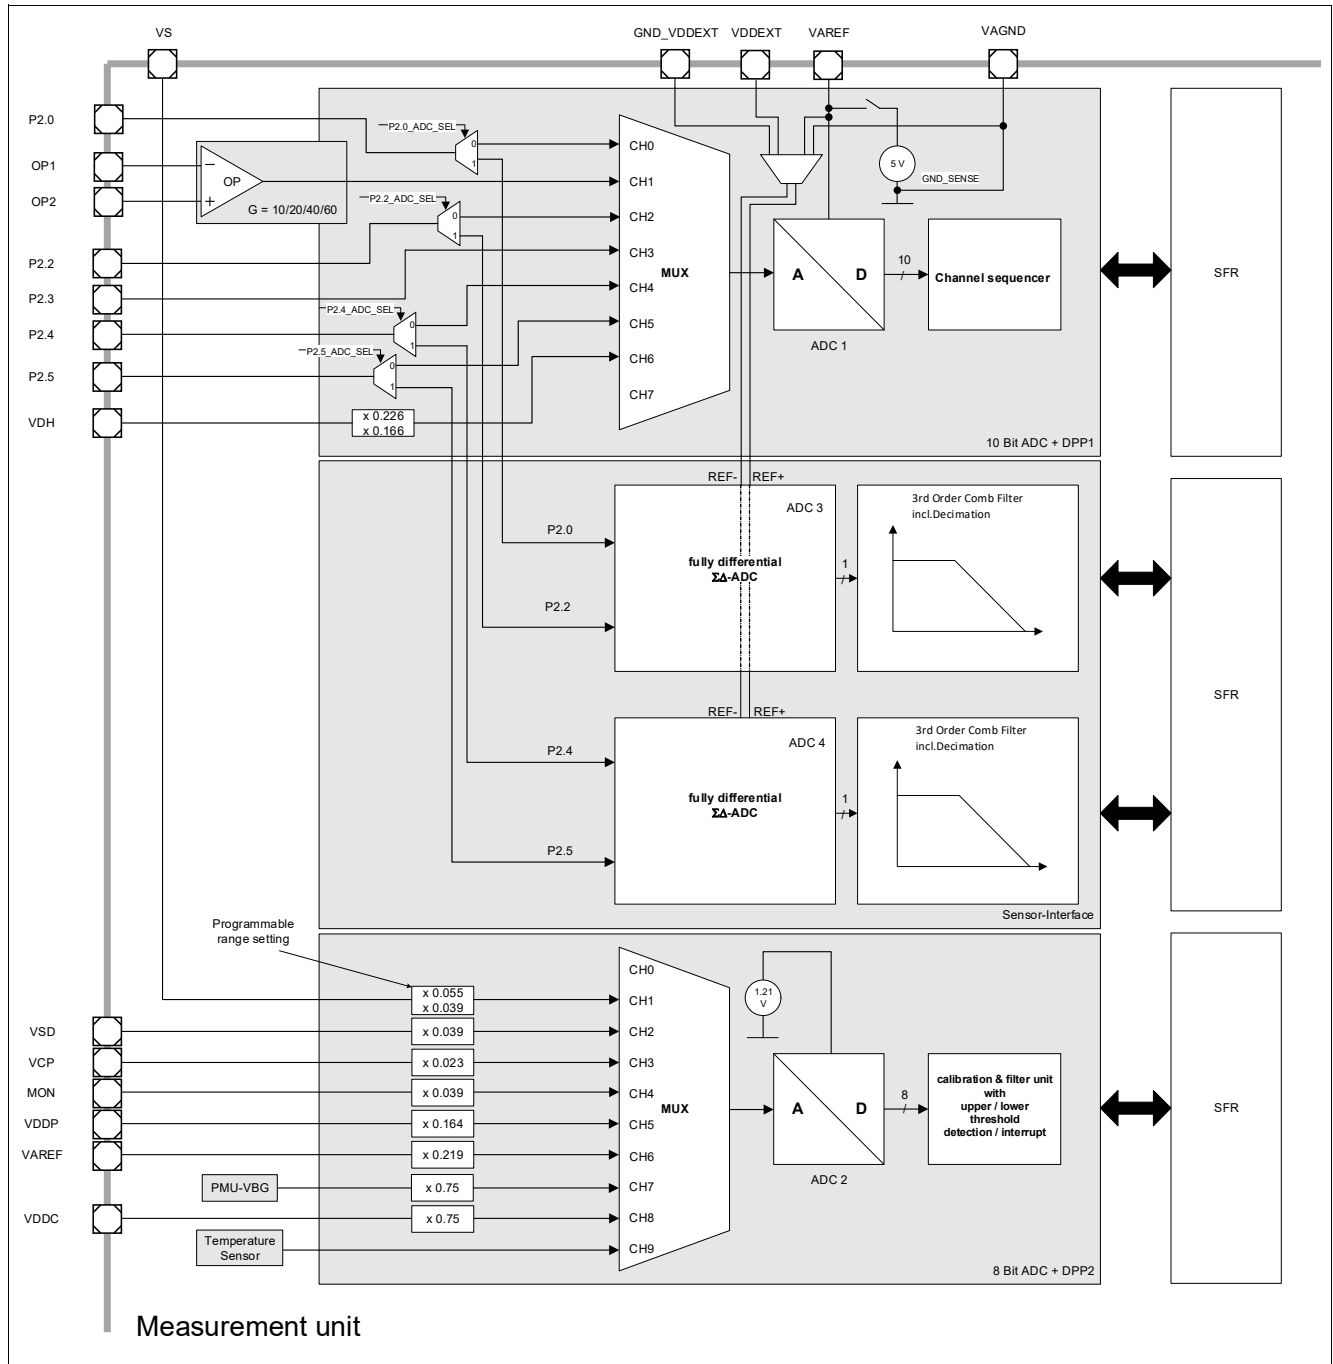 VS
GND_VDDEXT
VDDEXT
VAREF
VAGND
P2.0
OP1
OP2
P2.2
P2.3
P2.4
P2.5
VDH
OP
G = 10/20/40/60
P2.0_ADC_SEL
0
1
P2.2_ADC_SEL
0
1
P2.4_ADC_SEL
0
1
P2.5_ADC_SEL
0
1
x 0.226
x 0.166
CH0
CH1
CH2
CH3
MUX
CH4
CH5
CH6
CH7
5 V
GND_SENSE
A
D
ADC 1
10
Channel sequencer
10 Bit ADC + DPP1
SFR
REF-
REF+
ADC 3
P2.0
fully differential
ΣΔ-ADC
P2.2
1
3rd Order Comb Filter
incl.Decimation
REF-
REF+
ADC 4
P2.4
fully differential
ΣΔ-ADC
P2.5
1
3rd Order Comb Filter
incl.Decimation
Sensor-Interface
SFR
Programmable
range setting
VSD
VCP
MON
VDDP
VAREF
PMU-VBG
VDDC
Temperature
Sensor
x 0.055
x 0.039
x 0.039
x 0.023
x 0.039
x 0.164
x 0.219
x 0.75
x 0.75
CH0
CH1
CH2
CH3
CH4
MUX
CH5
CH6
CH7
CH8
CH9
1.21
V
A
D
ADC 2
8
calibration & filter unit
with
upper / lower
threshold
detection / interrupt
8 Bit ADC + DPP2
SFR
Measurement unit